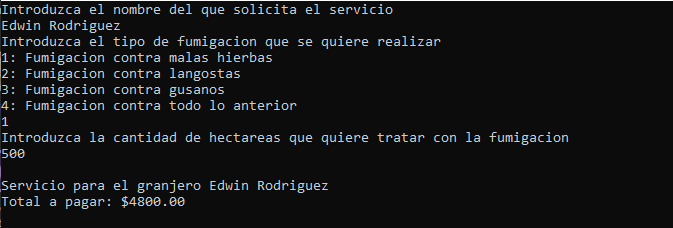 Introduzca el nombre del que solicita el servicio
Edwin Rodriguez
Introduzca el tipo de fumigacion que se quiere realizar
1: Fumigacion contra malas hierbas
2: Fumigacion contra langostas
3: Fumigacion contra gusanos
4: Fumigacion contra todo lo anterior
1
Introduzca la cantidad de hectareas que quiere tratar con la fumigacion
500
Servicio para el granjero Edwin Rodriguez
Total a pagar: $4800.00